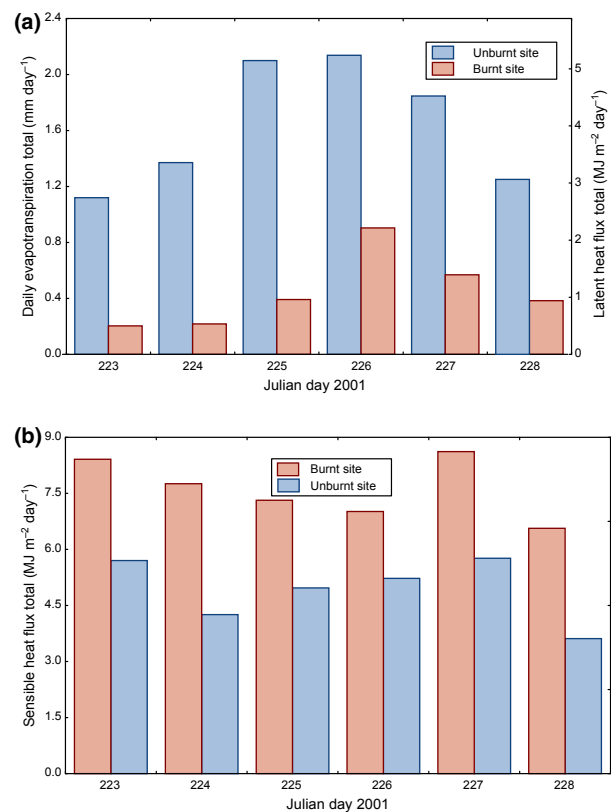 (a)
Daily evapotranspiration total (mm day⁻¹)
2.4
2.0
1.6
1.2
0.8
0.4
0.0
Unburnt site
Burnt site
5
4
3
2
1
0
Latent heat flux total (MJ m⁻² day⁻¹)
223 224 225 226 227 228
Julian day 2001
(b)
Sensible heat flux total (MJ m⁻² day⁻¹)
9.0
7.5
6.0
4.5
3.0
1.5
0.0
Burnt site
Unburnt site
223 224 225 226 227 228
Julian day 2001